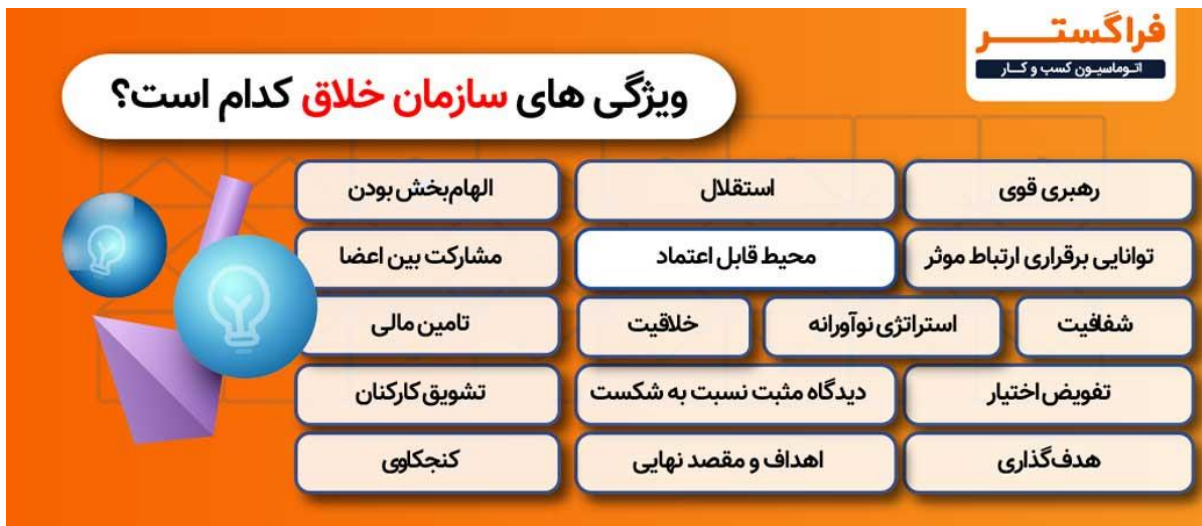 فراگستر
اتوماسیون کسب و کار
ویژگی های سازمان خلاق کدام است؟
رهبری قوی
استقلال
الهام‌بخش بودن
توانایی برقراری ارتباط موثر
محیط قابل اعتماد
مشارکت بین اعضا
شفافیت
استراتژی نوآورانه
خلاقیت
تامین مالی
تفویض اختیار
دیدگاه مثبت نسبت به شکست
تشویق کارکنان
هدف‌گذاری
اهداف و مقصد نهایی
کنجکاوی